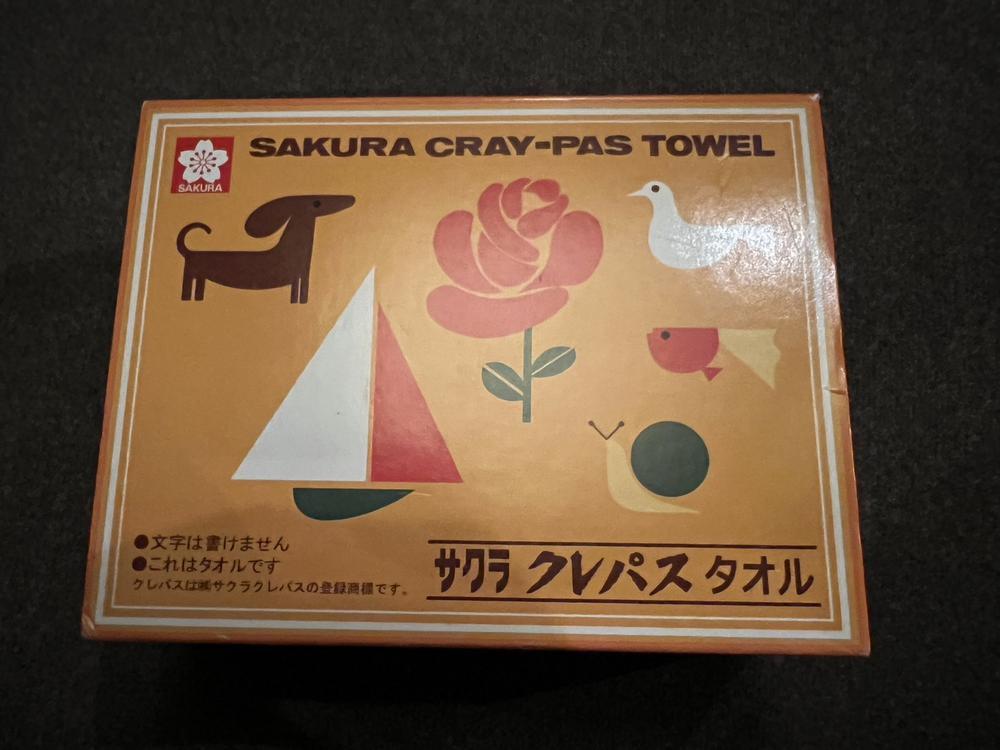 SAKURA CRAY-PAS TOWEL
SAKURA
●文字は書けません
●これはタオルです
クレパスは㈱サクラクレパスの登録商標です。
サクラ クレパス タオル